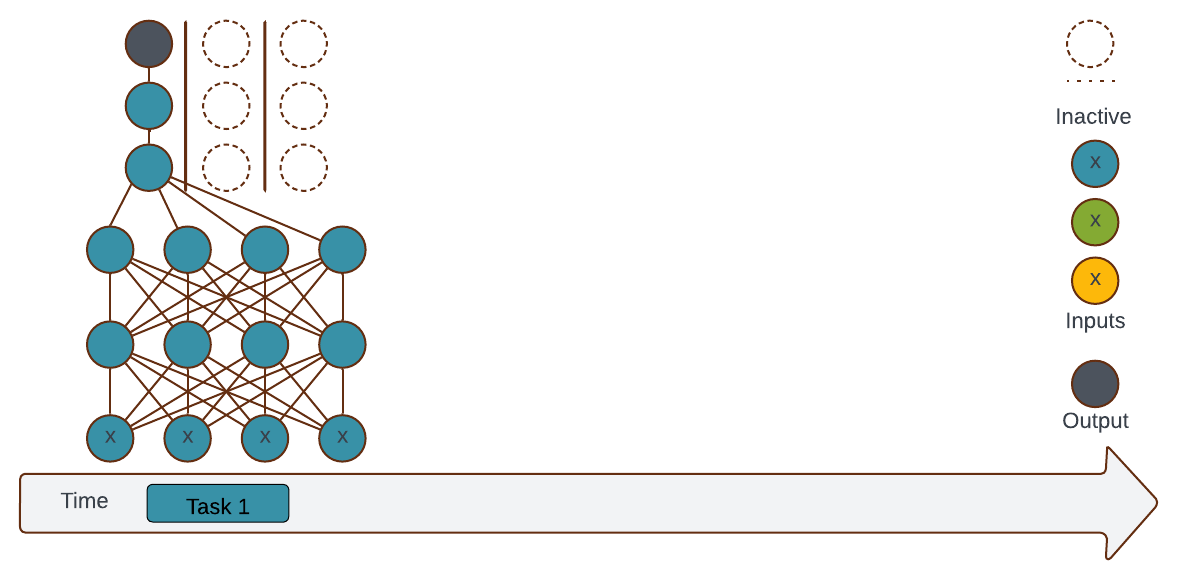 Inactive
x
x
x
Inputs
Output
x x x x
Time
Task 1